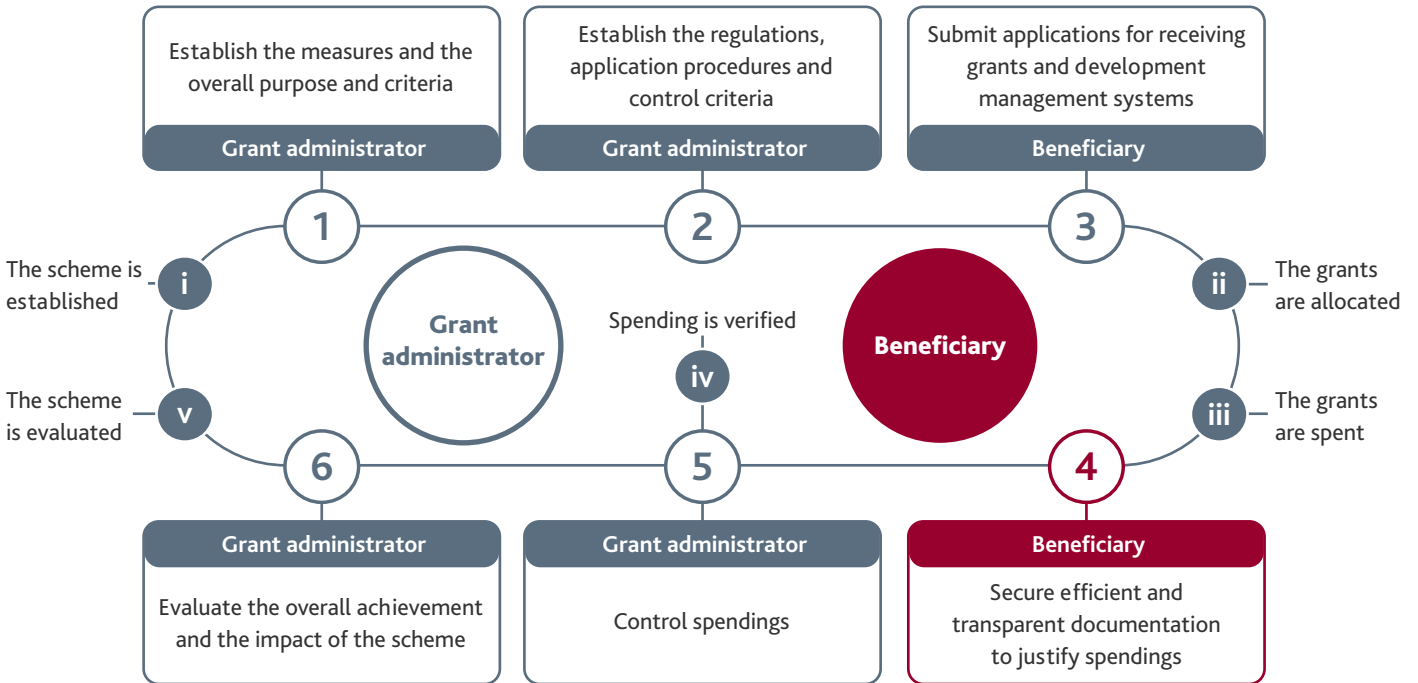 Establish the measures and the
overall purpose and criteria
Grant administrator
Establish the regulations,
application procedures and
control criteria
Grant administrator
Submit applications for receiving
grants and development
management systems
Beneficiary
1
2
3
The scheme is
established
i
ii
The grants
are allocated
Grant
administrator
Spending is verified
iv
Beneficiary
The scheme
is evaluated
v
iii
The grants
are spent
6
5
4
Grant administrator
Evaluate the overall achievement
and the impact of the scheme
Grant administrator
Control spendings
Beneficiary
Secure efficient and
transparent documentation
to justify spendings